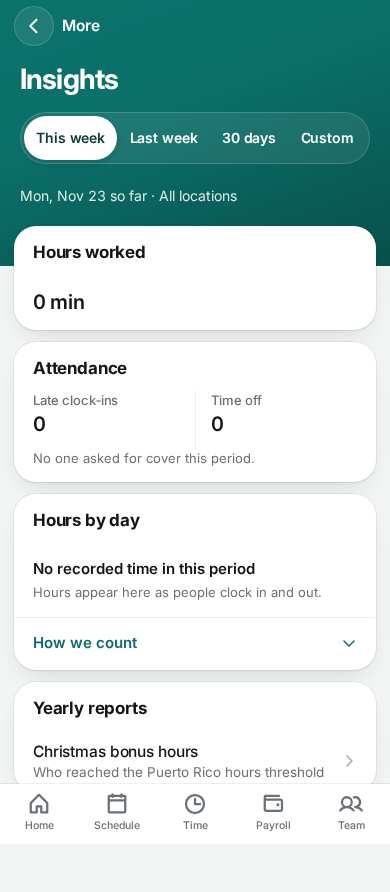 More
Insights
This week
Last week
30 days
Custom
Mon, Nov 23 so far · All locations
Hours worked
0 min
Attendance
Late clock-ins
Time off
0
0
No one asked for cover this period.
Hours by day
No recorded time in this period
Hours appear here as people clock in and out.
How we count
Yearly reports
Christmas bonus hours
Who reached the Puerto Rico hours threshold
Home
Schedule
Time
Payroll
Team